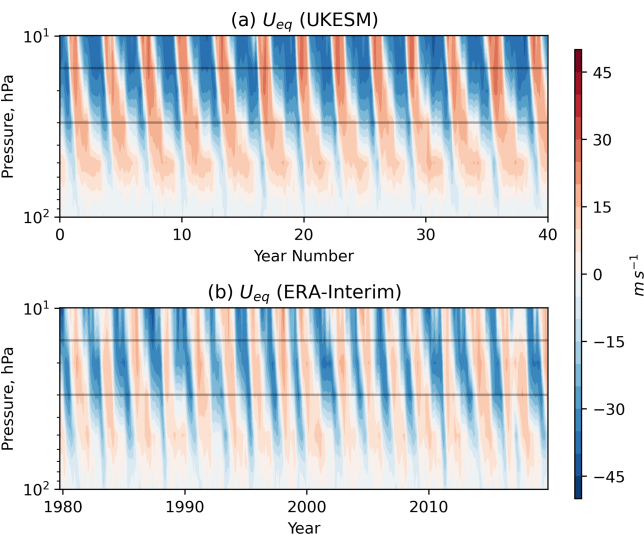 (a) U_eq (UKESM)
10^1
10^2
Pressure, hPa
0 10 20 30 40
Year Number
(b) U_eq (ERA-Interim)
10^1
10^2
Pressure, hPa
1980 1990 2000 2010
Year
45
30
15
0
−15
−30
−45
m s^−1